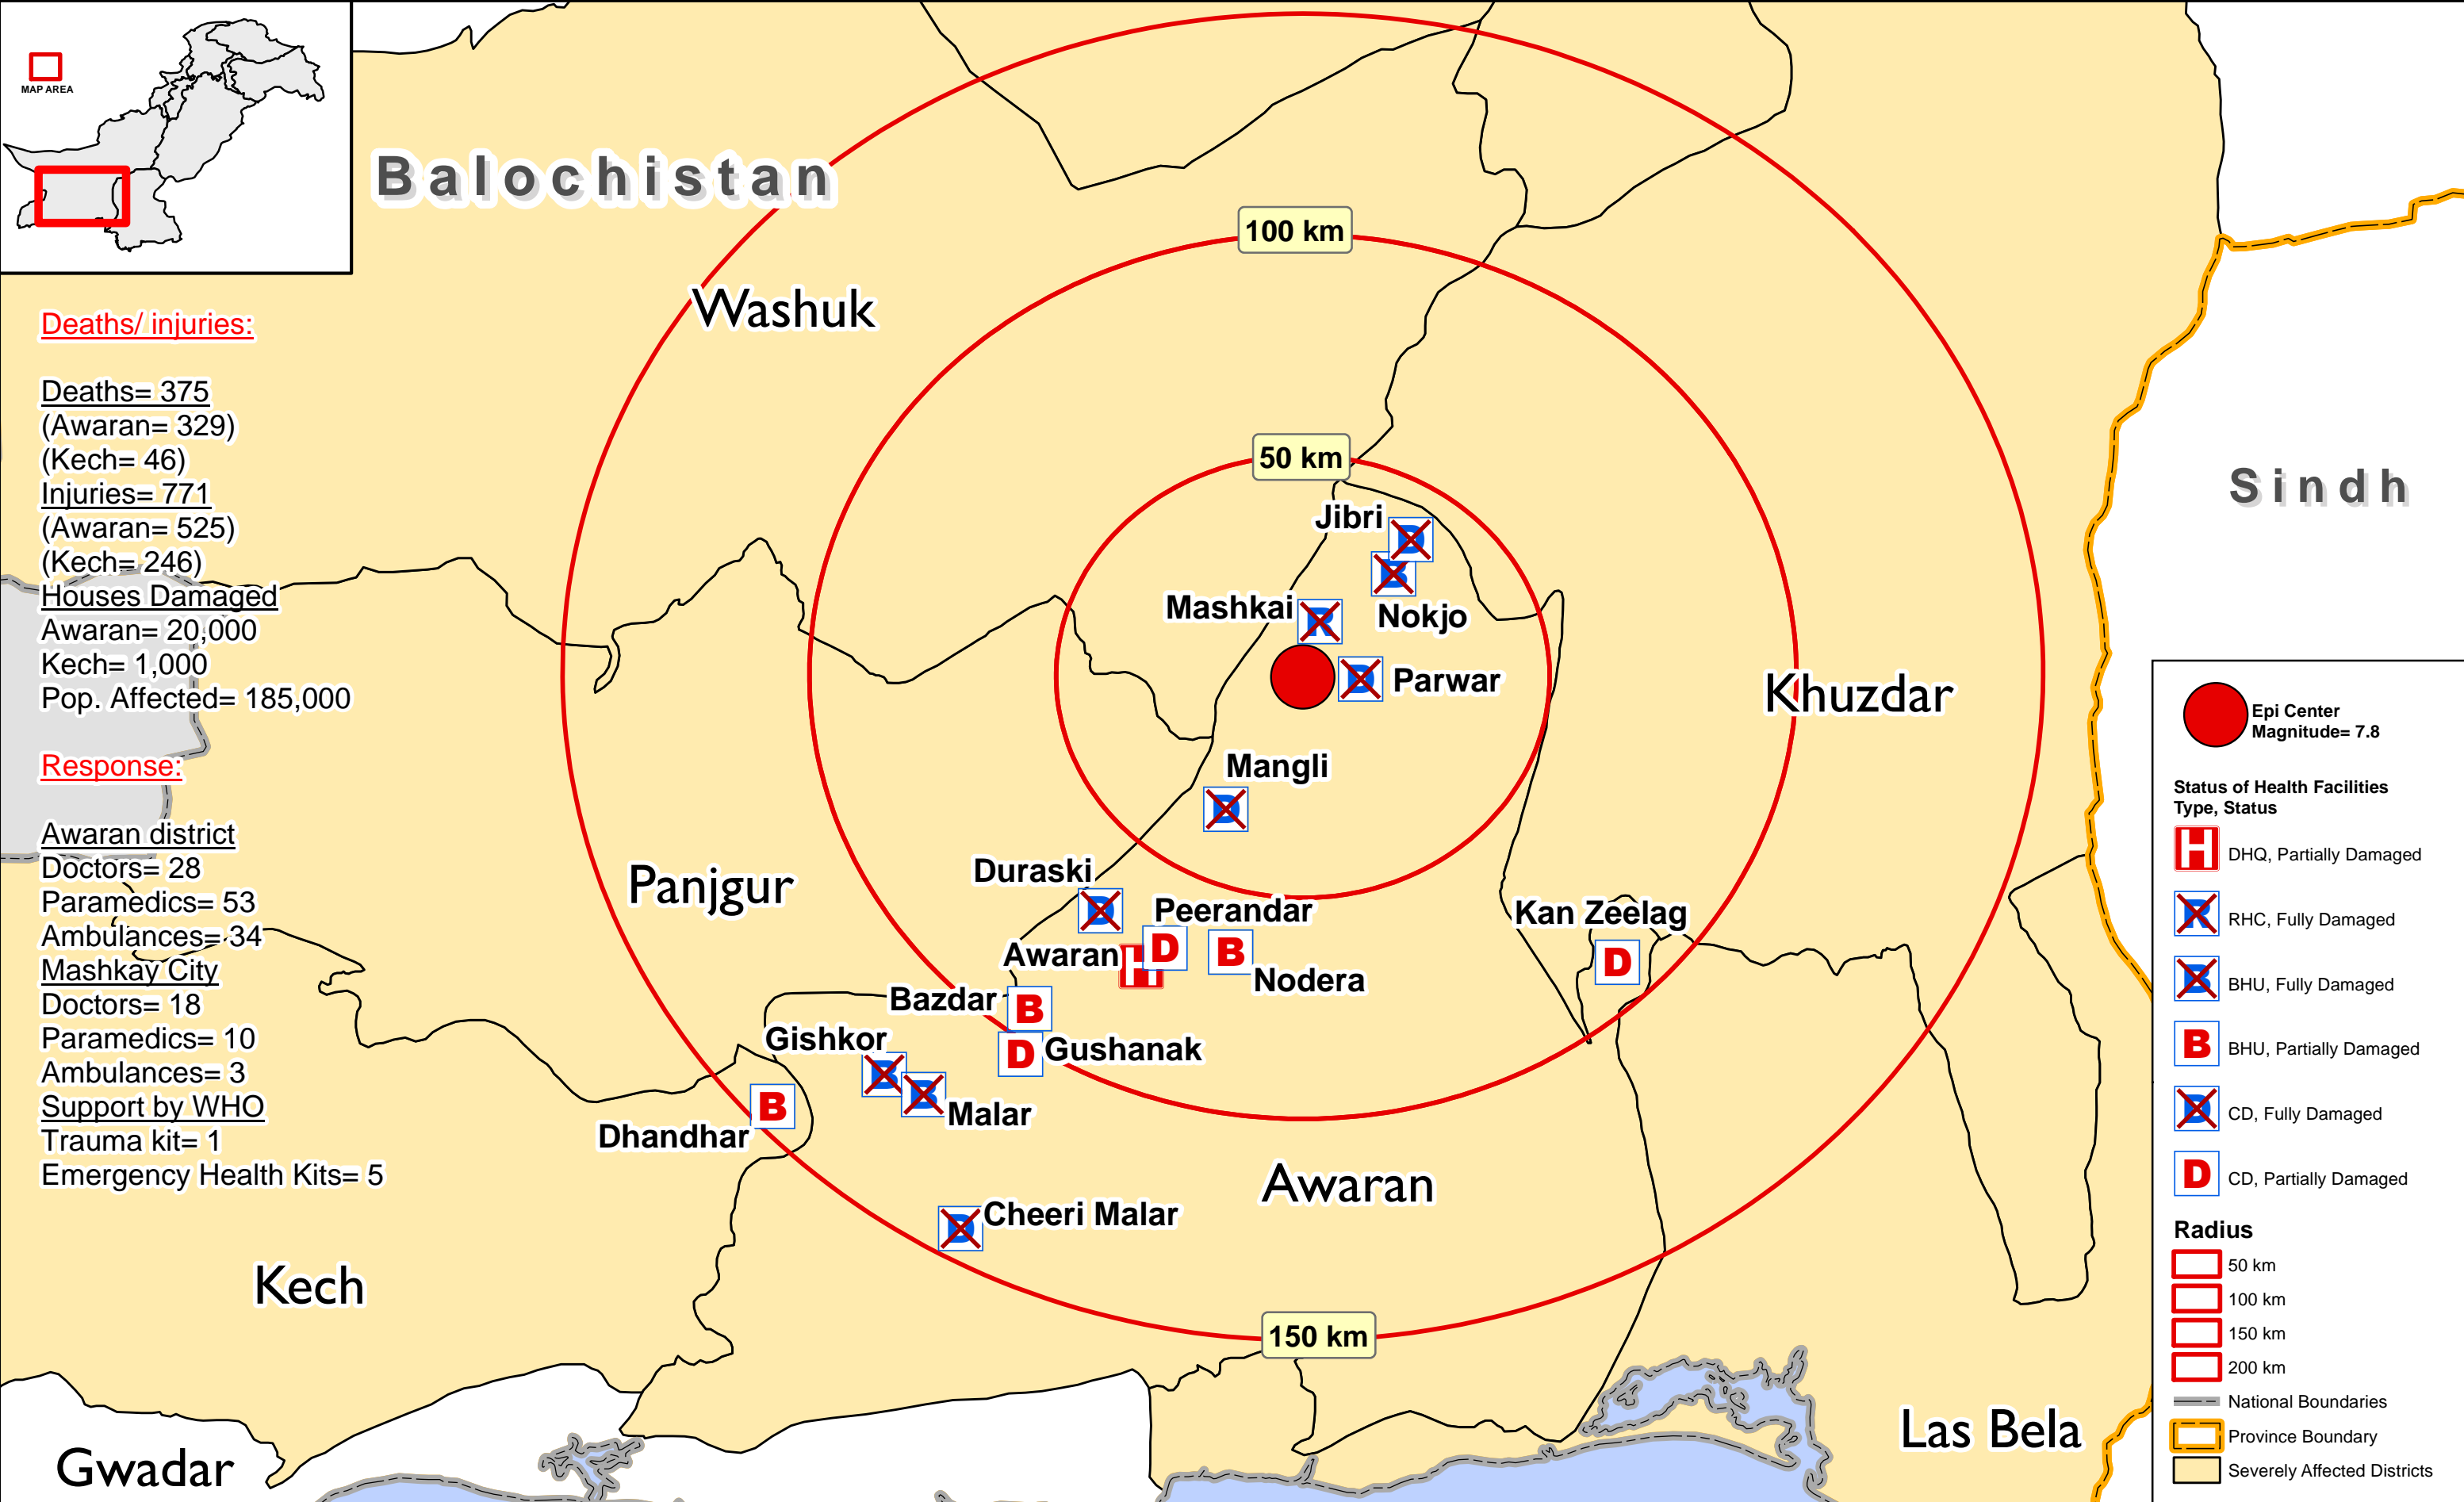 MAP AREA
Balochistan
Sindh
Washuk
Khuzdar
Panjgur
Awaran
Kech
Gwadar
Las Bela
100 km
50 km
150 km
Jibri
Nokjo
Mashkai
Parwar
Mangli
Duraski
Peerandar
Awaran
Nodera
Kan Zeelag
Bazdar
Gushanak
Gishkor
Malar
Dhandhar
Cheeri Malar
D
B
R
D
D
D
D
H
B
D
B
D
B
B
B
D
Deaths/ injuries:
Deaths= 375
(Awaran= 329)
(Kech= 46)
Injuries= 771
(Awaran= 525)
(Kech= 246)
Houses Damaged
Awaran= 20,000
Kech= 1,000
Pop. Affected= 185,000
Response:
Awaran district
Doctors= 28
Paramedics= 53
Ambulances= 34
Mashkay City
Doctors= 18
Paramedics= 10
Ambulances= 3
Support by WHO
Trauma kit= 1
Emergency Health Kits= 5
Epi Center
Magnitude= 7.8
Status of Health Facilities
Type, Status
H DHQ, Partially Damaged
R RHC, Fully Damaged
B BHU, Fully Damaged
B BHU, Partially Damaged
D CD, Fully Damaged
D CD, Partially Damaged
Radius
50 km
100 km
150 km
200 km
National Boundaries
Province Boundary
Severely Affected Districts